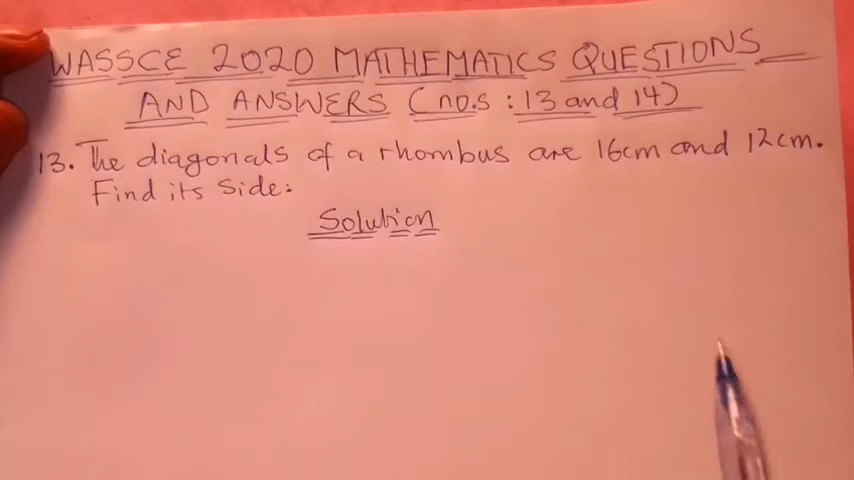 WASSCE 2020 MATHEMATICS QUESTIONS
AND ANSWERS (no.s : 13 and 14)
13. The diagonals of a rhombus are 16cm and 12cm.
Find its side:
Solution